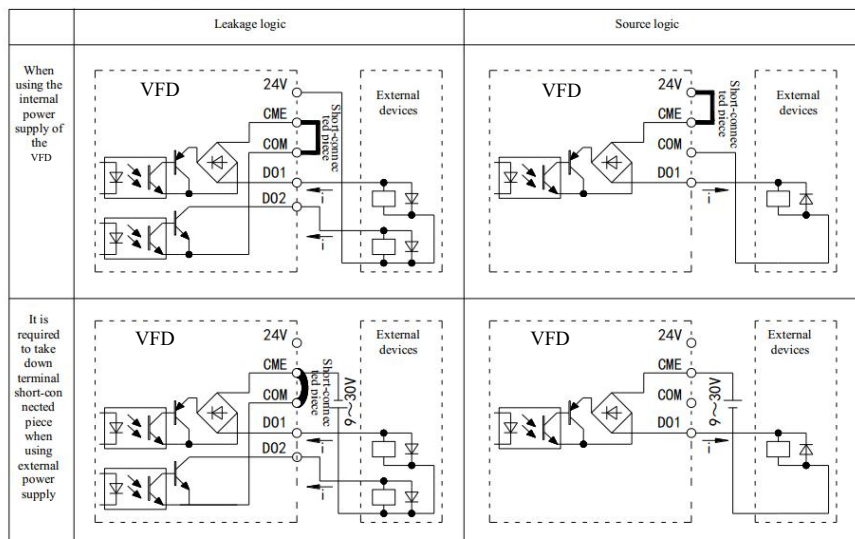 Leakage logic
Source logic
When
using the
internal
power
supply of
the
VFD
VFD
24V
CME
COM
DO1
DO2
Short-connec
ted piece
External
devices
i
i
VFD
24V
CME
COM
DO1
Short-connec
ted piece
External
devices
i
It is
required
to take
down
terminal
short-con
nected
piece
when
using
external
power
supply
VFD
24V
CME
COM
DO1
DO2
Short-connec
ted piece
9～30V
External
devices
i
i
VFD
24V
CME
COM
DO1
9～30V
External
devices
i